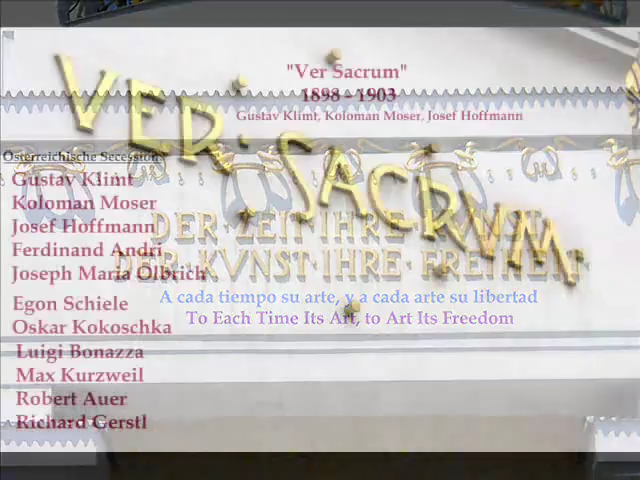 "Ver Sacrum"
1898 - 1903
Gustav Klimt, Koloman Moser, Josef Hoffmann
VER·SACRVM
Österreichische Secession
Gustav Klimt
Koloman Moser
Josef Hoffmann
Ferdinand Andri
Joseph Maria Olbrich
Egon Schiele
Oskar Kokoschka
Luigi Bonazza
Max Kurzweil
Robert Auer
Richard Gerstl
DER·ZEIT·IHRE·KVNST·
DER·KVNST·IHRE·FREIHEIT·
A cada tiempo su arte, y a cada arte su libertad
To Each Time Its Art, to Art Its Freedom